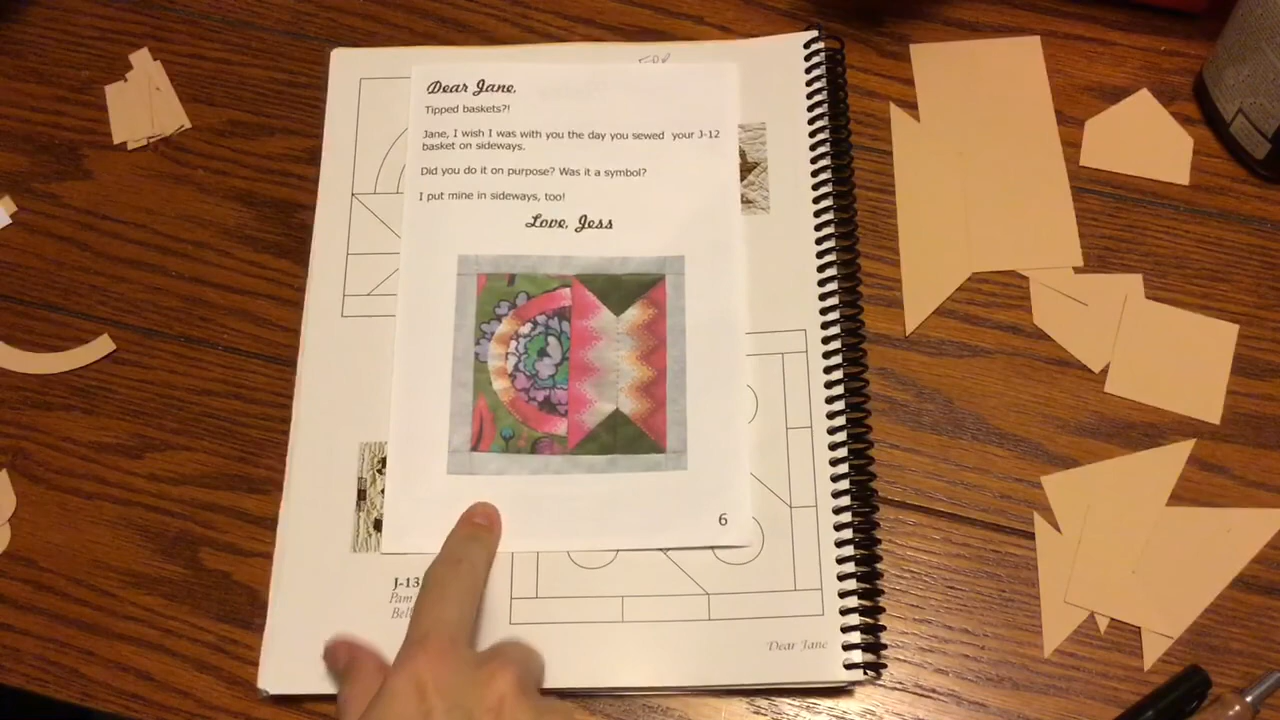 Dear Jane,
Tipped baskets?!
Jane, I wish I was with you the day you sewed your J-12
basket on sideways.
Did you do it on purpose? Was it a symbol?
I put mine in sideways, too!
Love, Jess
6
J-13
Pam
Dear Jane